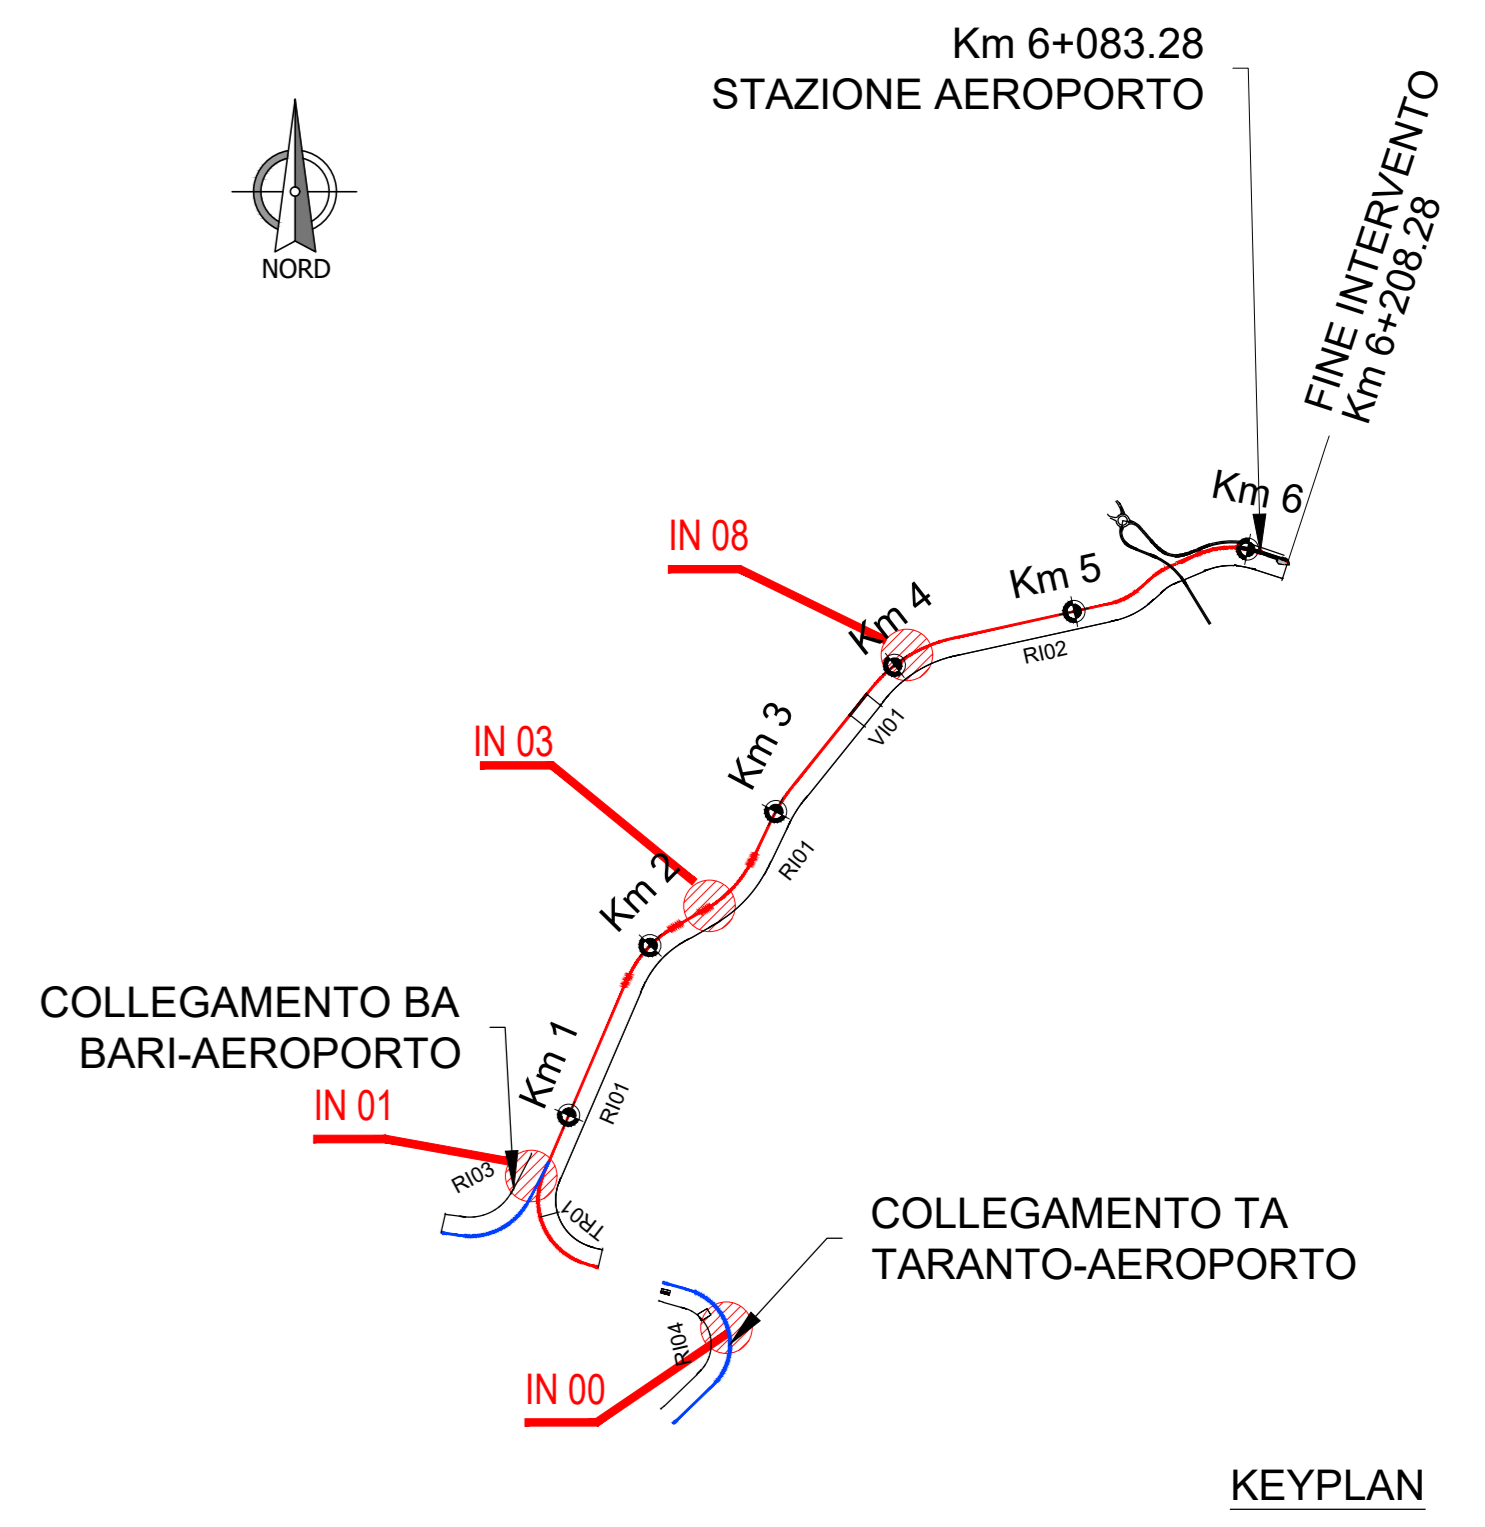 Km 6+083.28
STAZIONE AEROPORTO
FINE INTERVENTO
Km 6+208.28
NORD
Km 6
IN 08
Km 5
Km 4
RI02
VI01
Km 3
IN 03
RI01
Km 2
COLLEGAMENTO BA
BARI-AEROPORTO
Km 1
RI01
IN 01
RI03
TR01
COLLEGAMENTO TA
TARANTO-AEROPORTO
RI04
IN 00
KEYPLAN